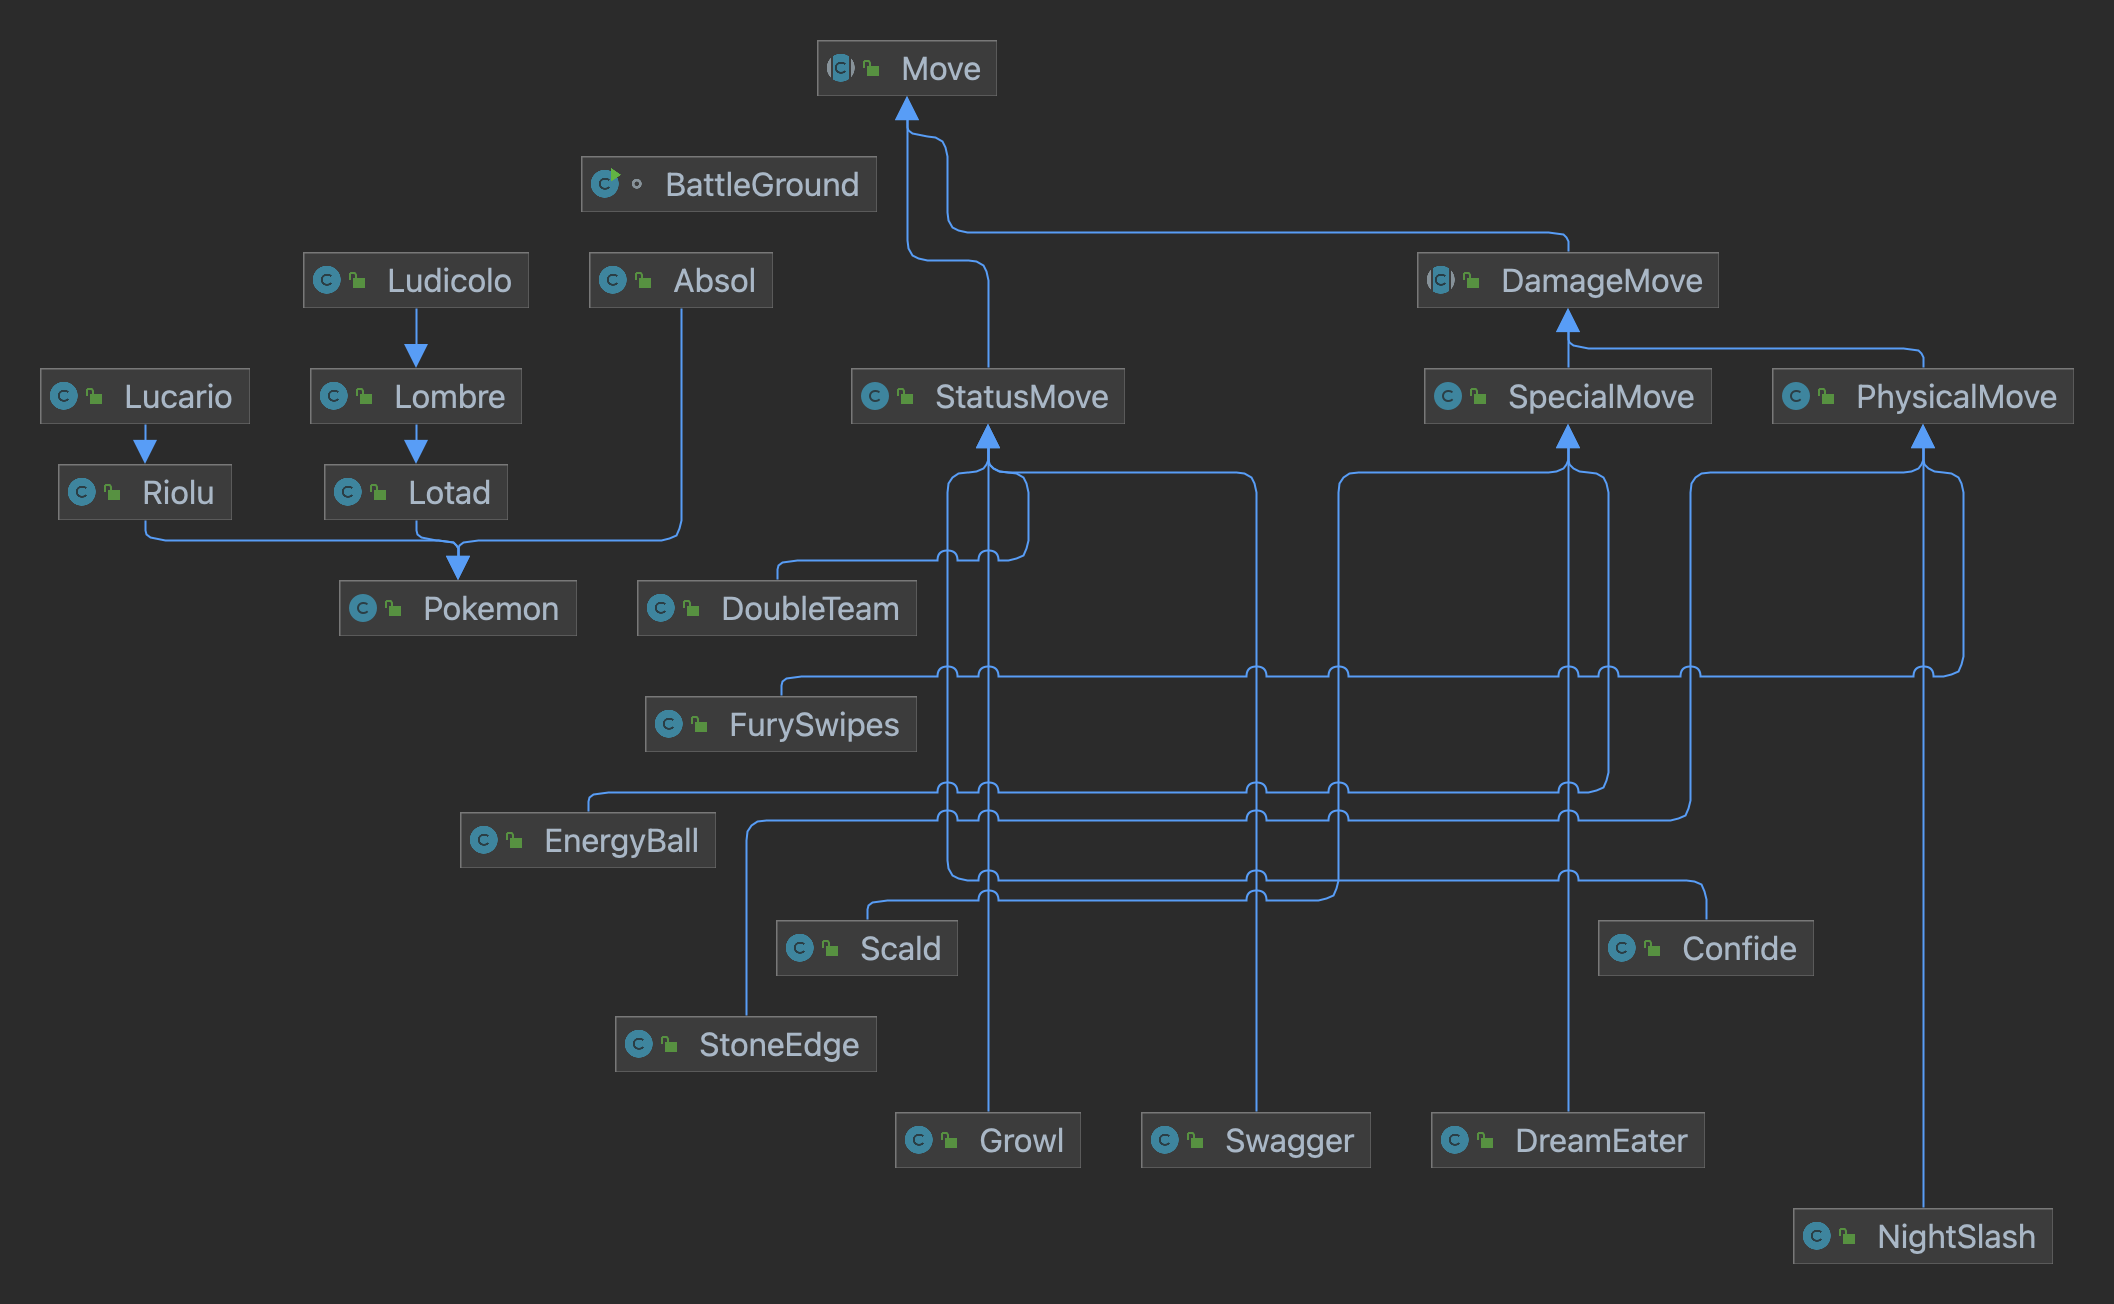 Move
BattleGround
Ludicolo
Absol
DamageMove
Lucario
Lombre
StatusMove
SpecialMove
PhysicalMove
Riolu
Lotad
Pokemon
DoubleTeam
FurySwipes
EnergyBall
Scald
Confide
StoneEdge
Growl
Swagger
DreamEater
NightSlash